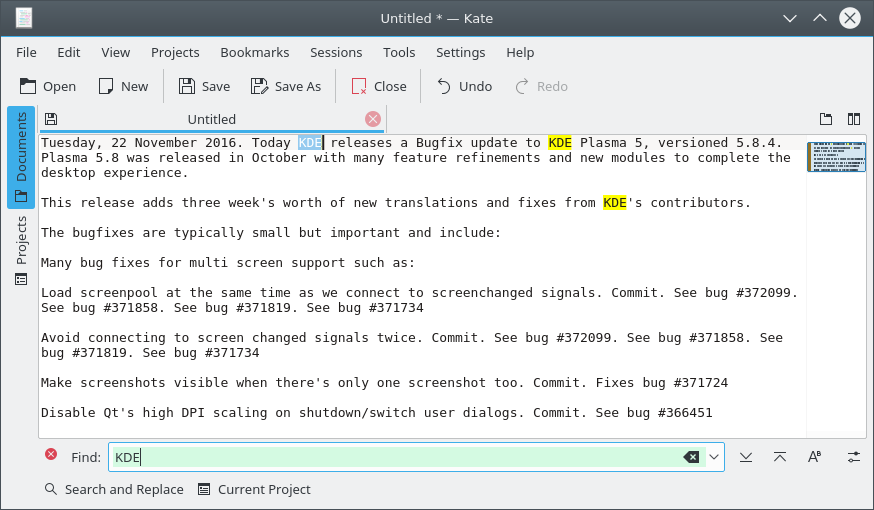 Untitled * — Kate
File Edit View Projects Bookmarks Sessions Tools Settings Help
Open New Save Save As Close Undo Redo
Documents
Projects
Untitled
Tuesday, 22 November 2016. Today KDE releases a Bugfix update to KDE Plasma 5, versioned 5.8.4.
Plasma 5.8 was released in October with many feature refinements and new modules to complete the
desktop experience.
This release adds three week's worth of new translations and fixes from KDE's contributors.
The bugfixes are typically small but important and include:
Many bug fixes for multi screen support such as:
Load screenpool at the same time as we connect to screenchanged signals. Commit. See bug #372099.
See bug #371858. See bug #371819. See bug #371734
Avoid connecting to screen changed signals twice. Commit. See bug #372099. See bug #371858. See
bug #371819. See bug #371734
Make screenshots visible when there's only one screenshot too. Commit. Fixes bug #371724
Disable Qt's high DPI scaling on shutdown/switch user dialogs. Commit. See bug #366451
Find: KDE
Search and Replace Current Project